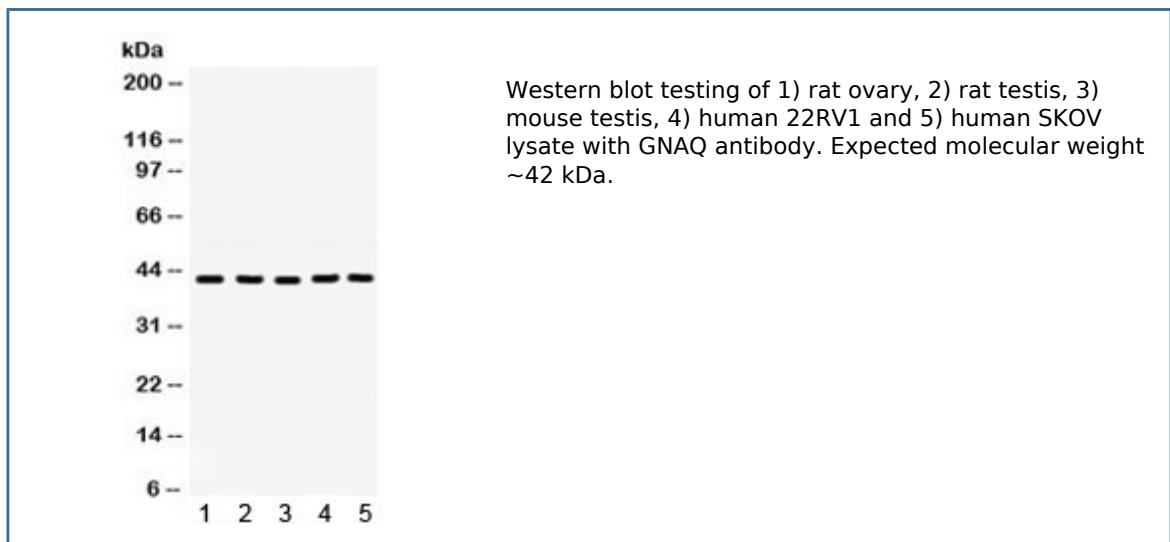 kDa
200 --
116 --
97 --
66 --
44 --
31 --
22 --
14 --
6 --
1 2 3 4 5
Western blot testing of 1) rat ovary, 2) rat testis, 3)
mouse testis, 4) human 22RV1 and 5) human SKOV
lysate with GNAQ antibody. Expected molecular weight
~42 kDa.